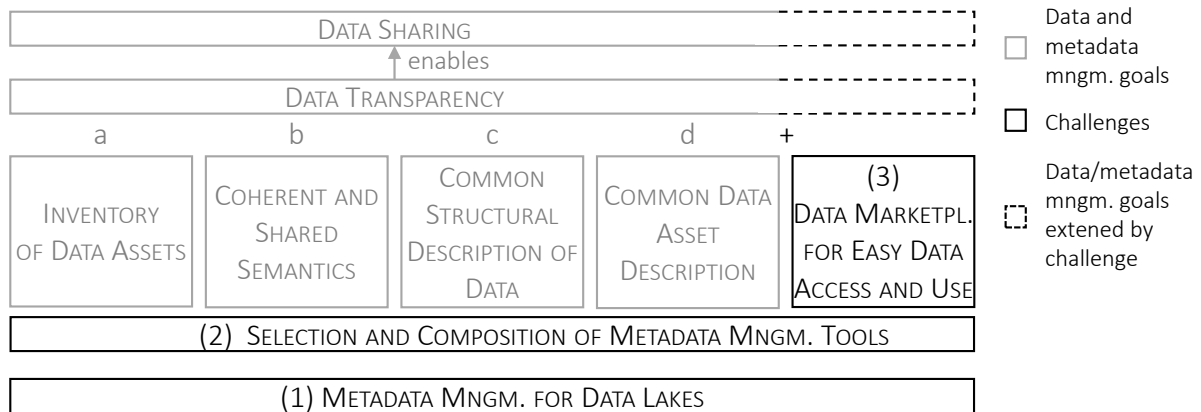 DATA SHARING
enables
DATA TRANSPARENCY
a
b
c
d
+
INVENTORY
OF DATA ASSETS
COHERENT AND
SHARED
SEMANTICS
COMMON
STRUCTURAL
DESCRIPTION OF
DATA
COMMON DATA
ASSET
DESCRIPTION
(3)
DATA MARKETPL.
FOR EASY DATA
ACCESS AND USE
(2) SELECTION AND COMPOSITION OF METADATA MNGM. TOOLS
(1) METADATA MNGM. FOR DATA LAKES
Data and
metadata
mngm. goals
Challenges
Data/metadata
mngm. goals
extened by
challenge